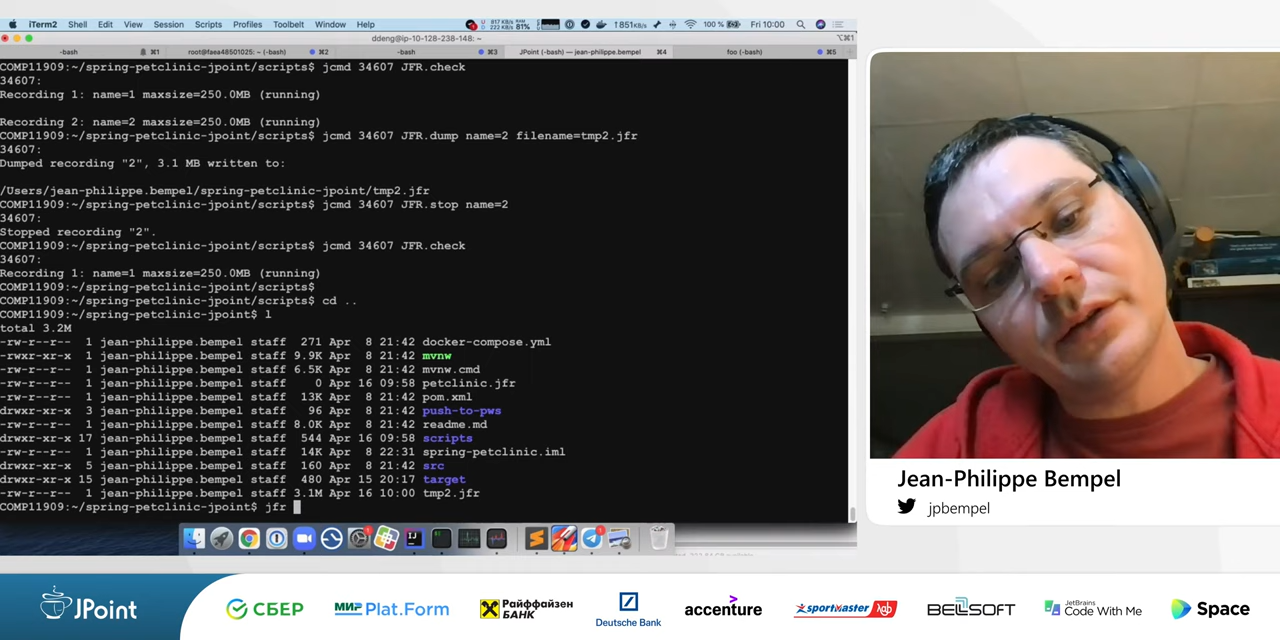 iTerm2 Shell Edit View Session Scripts Profiles Toolbelt Window Help 817 KB/s 222 KB/s 81% 851KB/s 100 % Fri 10:00
ddeng@ip-10-128-238-148: ~ ⌥⌘1
-bash ⌘1 root@faea48501025: ~ (-bash) ⌘2 -bash ⌘3 JPoint (-bash) — jean-philippe.bempel ⌘4 foo (-bash) ⌘5
COMP11909:~/spring-petclinic-jpoint/scripts$ jcmd 34607 JFR.check
34607:
Recording 1: name=1 maxsize=250.0MB (running)
Recording 2: name=2 maxsize=250.0MB (running)
COMP11909:~/spring-petclinic-jpoint/scripts$ jcmd 34607 JFR.dump name=2 filename=tmp2.jfr
34607:
Dumped recording "2", 3.1 MB written to:
/Users/jean-philippe.bempel/spring-petclinic-jpoint/tmp2.jfr
COMP11909:~/spring-petclinic-jpoint/scripts$ jcmd 34607 JFR.stop name=2
34607:
Stopped recording "2".
COMP11909:~/spring-petclinic-jpoint/scripts$ jcmd 34607 JFR.check
34607:
Recording 1: name=1 maxsize=250.0MB (running)
COMP11909:~/spring-petclinic-jpoint/scripts$
COMP11909:~/spring-petclinic-jpoint/scripts$ cd ..
COMP11909:~/spring-petclinic-jpoint$ l
total 3.2M
-rw-r--r-- 1 jean-philippe.bempel staff 271 Apr 8 21:42 docker-compose.yml
-rwxr-xr-x 1 jean-philippe.bempel staff 9.9K Apr 8 21:42 mvnw
-rw-r--r-- 1 jean-philippe.bempel staff 6.5K Apr 8 21:42 mvnw.cmd
-rw-r--r-- 1 jean-philippe.bempel staff 0 Apr 16 09:58 petclinic.jfr
-rw-r--r-- 1 jean-philippe.bempel staff 13K Apr 8 21:42 pom.xml
drwxr-xr-x 3 jean-philippe.bempel staff 96 Apr 8 21:42 push-to-pws
-rw-r--r-- 1 jean-philippe.bempel staff 8.0K Apr 8 21:42 readme.md
drwxr-xr-x 17 jean-philippe.bempel staff 544 Apr 16 09:58 scripts
-rw-r--r-- 1 jean-philippe.bempel staff 14K Apr 8 22:31 spring-petclinic.iml
drwxr-xr-x 5 jean-philippe.bempel staff 160 Apr 8 21:42 src
drwxr-xr-x 15 jean-philippe.bempel staff 480 Apr 15 20:17 target
-rw-r--r-- 1 jean-philippe.bempel staff 3.1M Apr 16 10:00 tmp2.jfr
COMP11909:~/spring-petclinic-jpoint$ jfr
Jean-Philippe Bempel
jpbempel
JPoint СБЕР МИР Plat.Form Райффайзен БАНК Deutsche Bank accenture sportmaster lab BELLSOFT JetBrains Code With Me Space